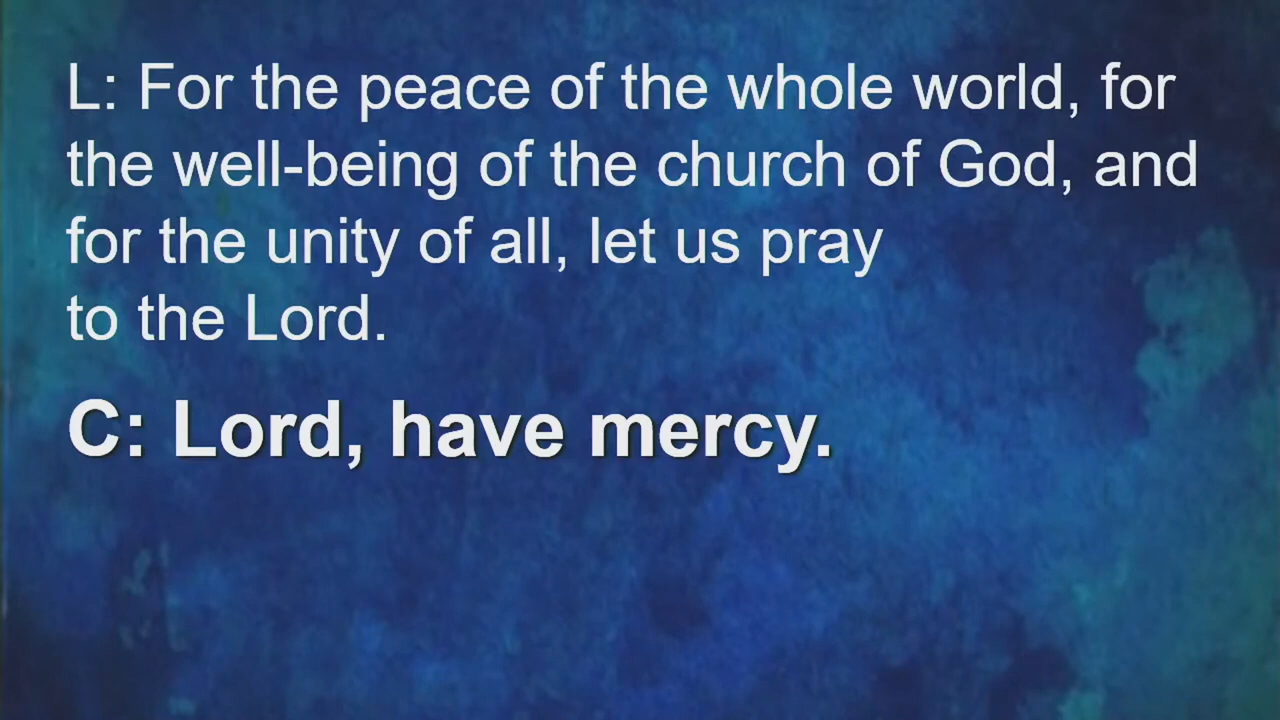 L: For the peace of the whole world, for
the well-being of the church of God, and
for the unity of all, let us pray
to the Lord.
C: Lord, have mercy.